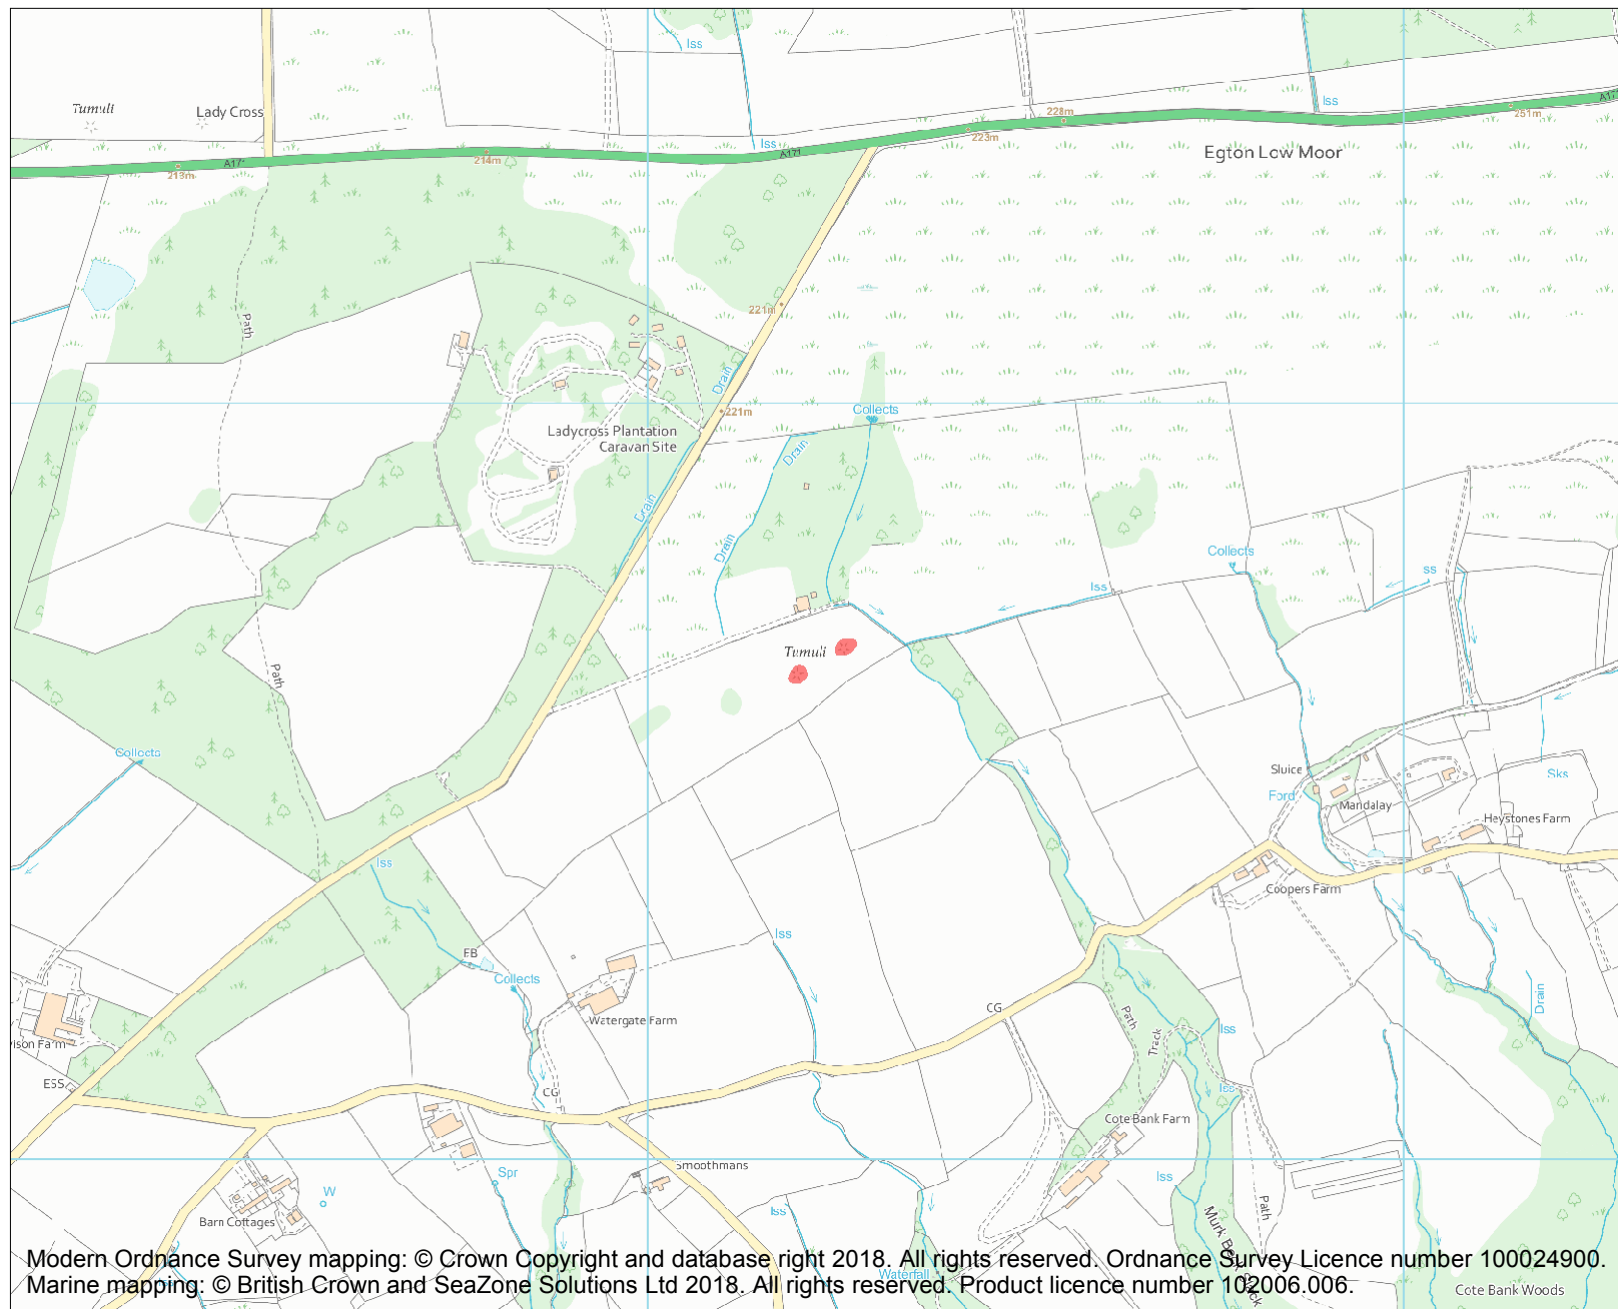 Iss
Tumuli
Lady Cross
Iss
228m
251m
A171
223m
Iss
A171
214m
213m
Egton Low Moor
221m
Path
Drain
221m
Collects
Ladycross Plantation
Caravan Site
Drain
Drain
Drain
Collects
Iss
ss
Tumuli
Path
Collects
Sluice
Ford
Sks
Mandalay
Heystones Farm
Iss
Coopers Farm
Iss
FB
Collects
Drain
CG
Watergate Farm
Path
Track
Iss
ESS
CG
Iss
Cote Bank Farm
Smoothmans
Spr
W
Iss
Iss
Path
Barn Cottages
Waterfall
Cote Bank Woods
Modern Ordnance Survey mapping: © Crown Copyright and database right 2018. All rights reserved. Ordnance Survey Licence number 100024900.
Marine mapping: © British Crown and SeaZone Solutions Ltd 2018. All rights reserved. Product licence number 102006.006.